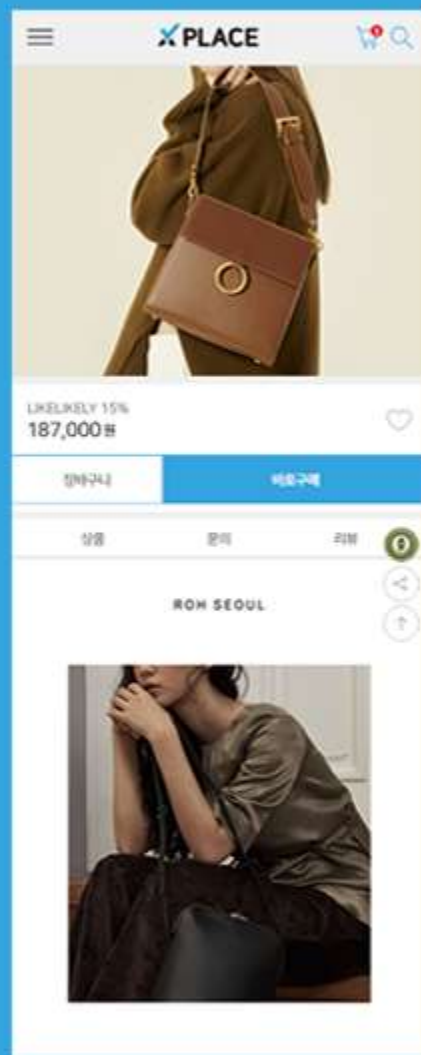 XPLACE
LIKELIKELY 15%
187,000원
장바구니
바로구매
상품 문의 리뷰
ROH SEOUL